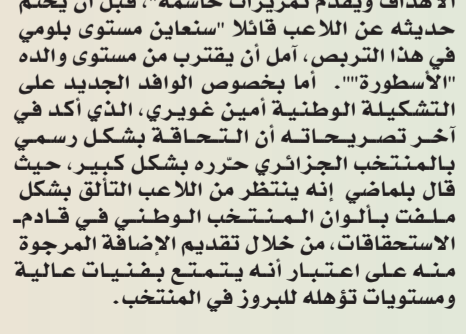 الأهداف ويقدم تمريرات حاسمة"، قبل أن يختم
حديثه عن اللاعب قائلا "سنعاين مستوى بلومي
في هذا التربص، آمل أن يقترب من مستوى والده
"الأسطورة"". أما بخصوص الوافد الجديد على
التشكيلة الوطنية أمين غويري، الذي أكد في
آخر تصريحاته أن التحاقة بشكل رسمي
بالمنتخب الجزائري حّرره بشكل كبير، حيث
قال بلماضي إنه ينتظر من اللاعب التألق بشكل
ملفت بألوان المنتخب الوطني في قادم
الاستحقاقات، من خلال تقديم الإضافة المرجوة
منه على اعتبار أنه يتمتع بفنيات عالية
ومستويات تؤهله للبروز في المنتخب.